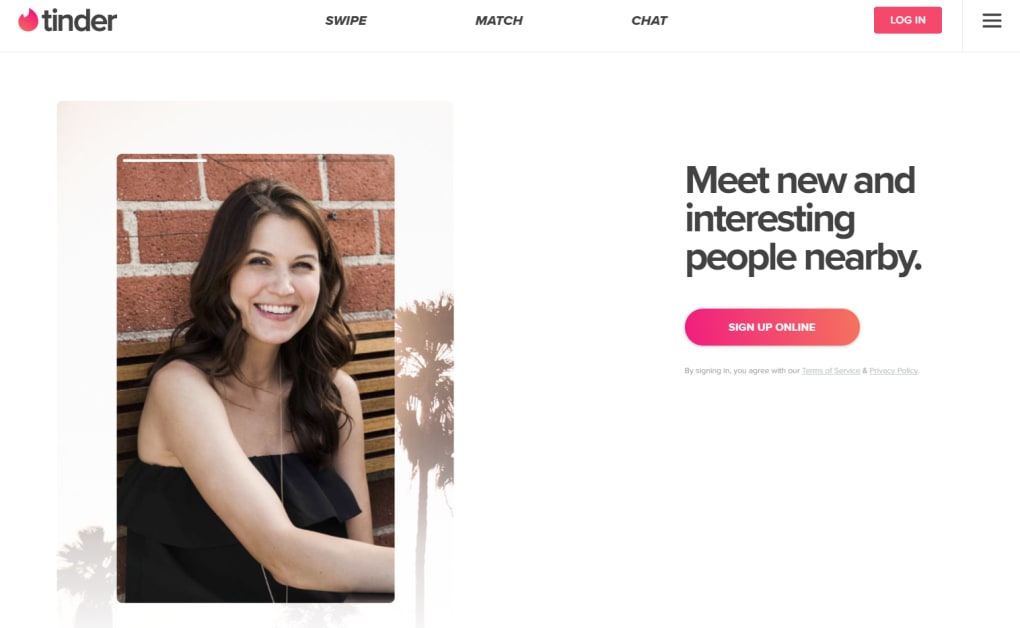 tinder
SWIPE
MATCH
CHAT
LOG IN
Meet new and
interesting
people nearby.
SIGN UP ONLINE
By signing in, you agree with our Terms of Service & Privacy Policy.